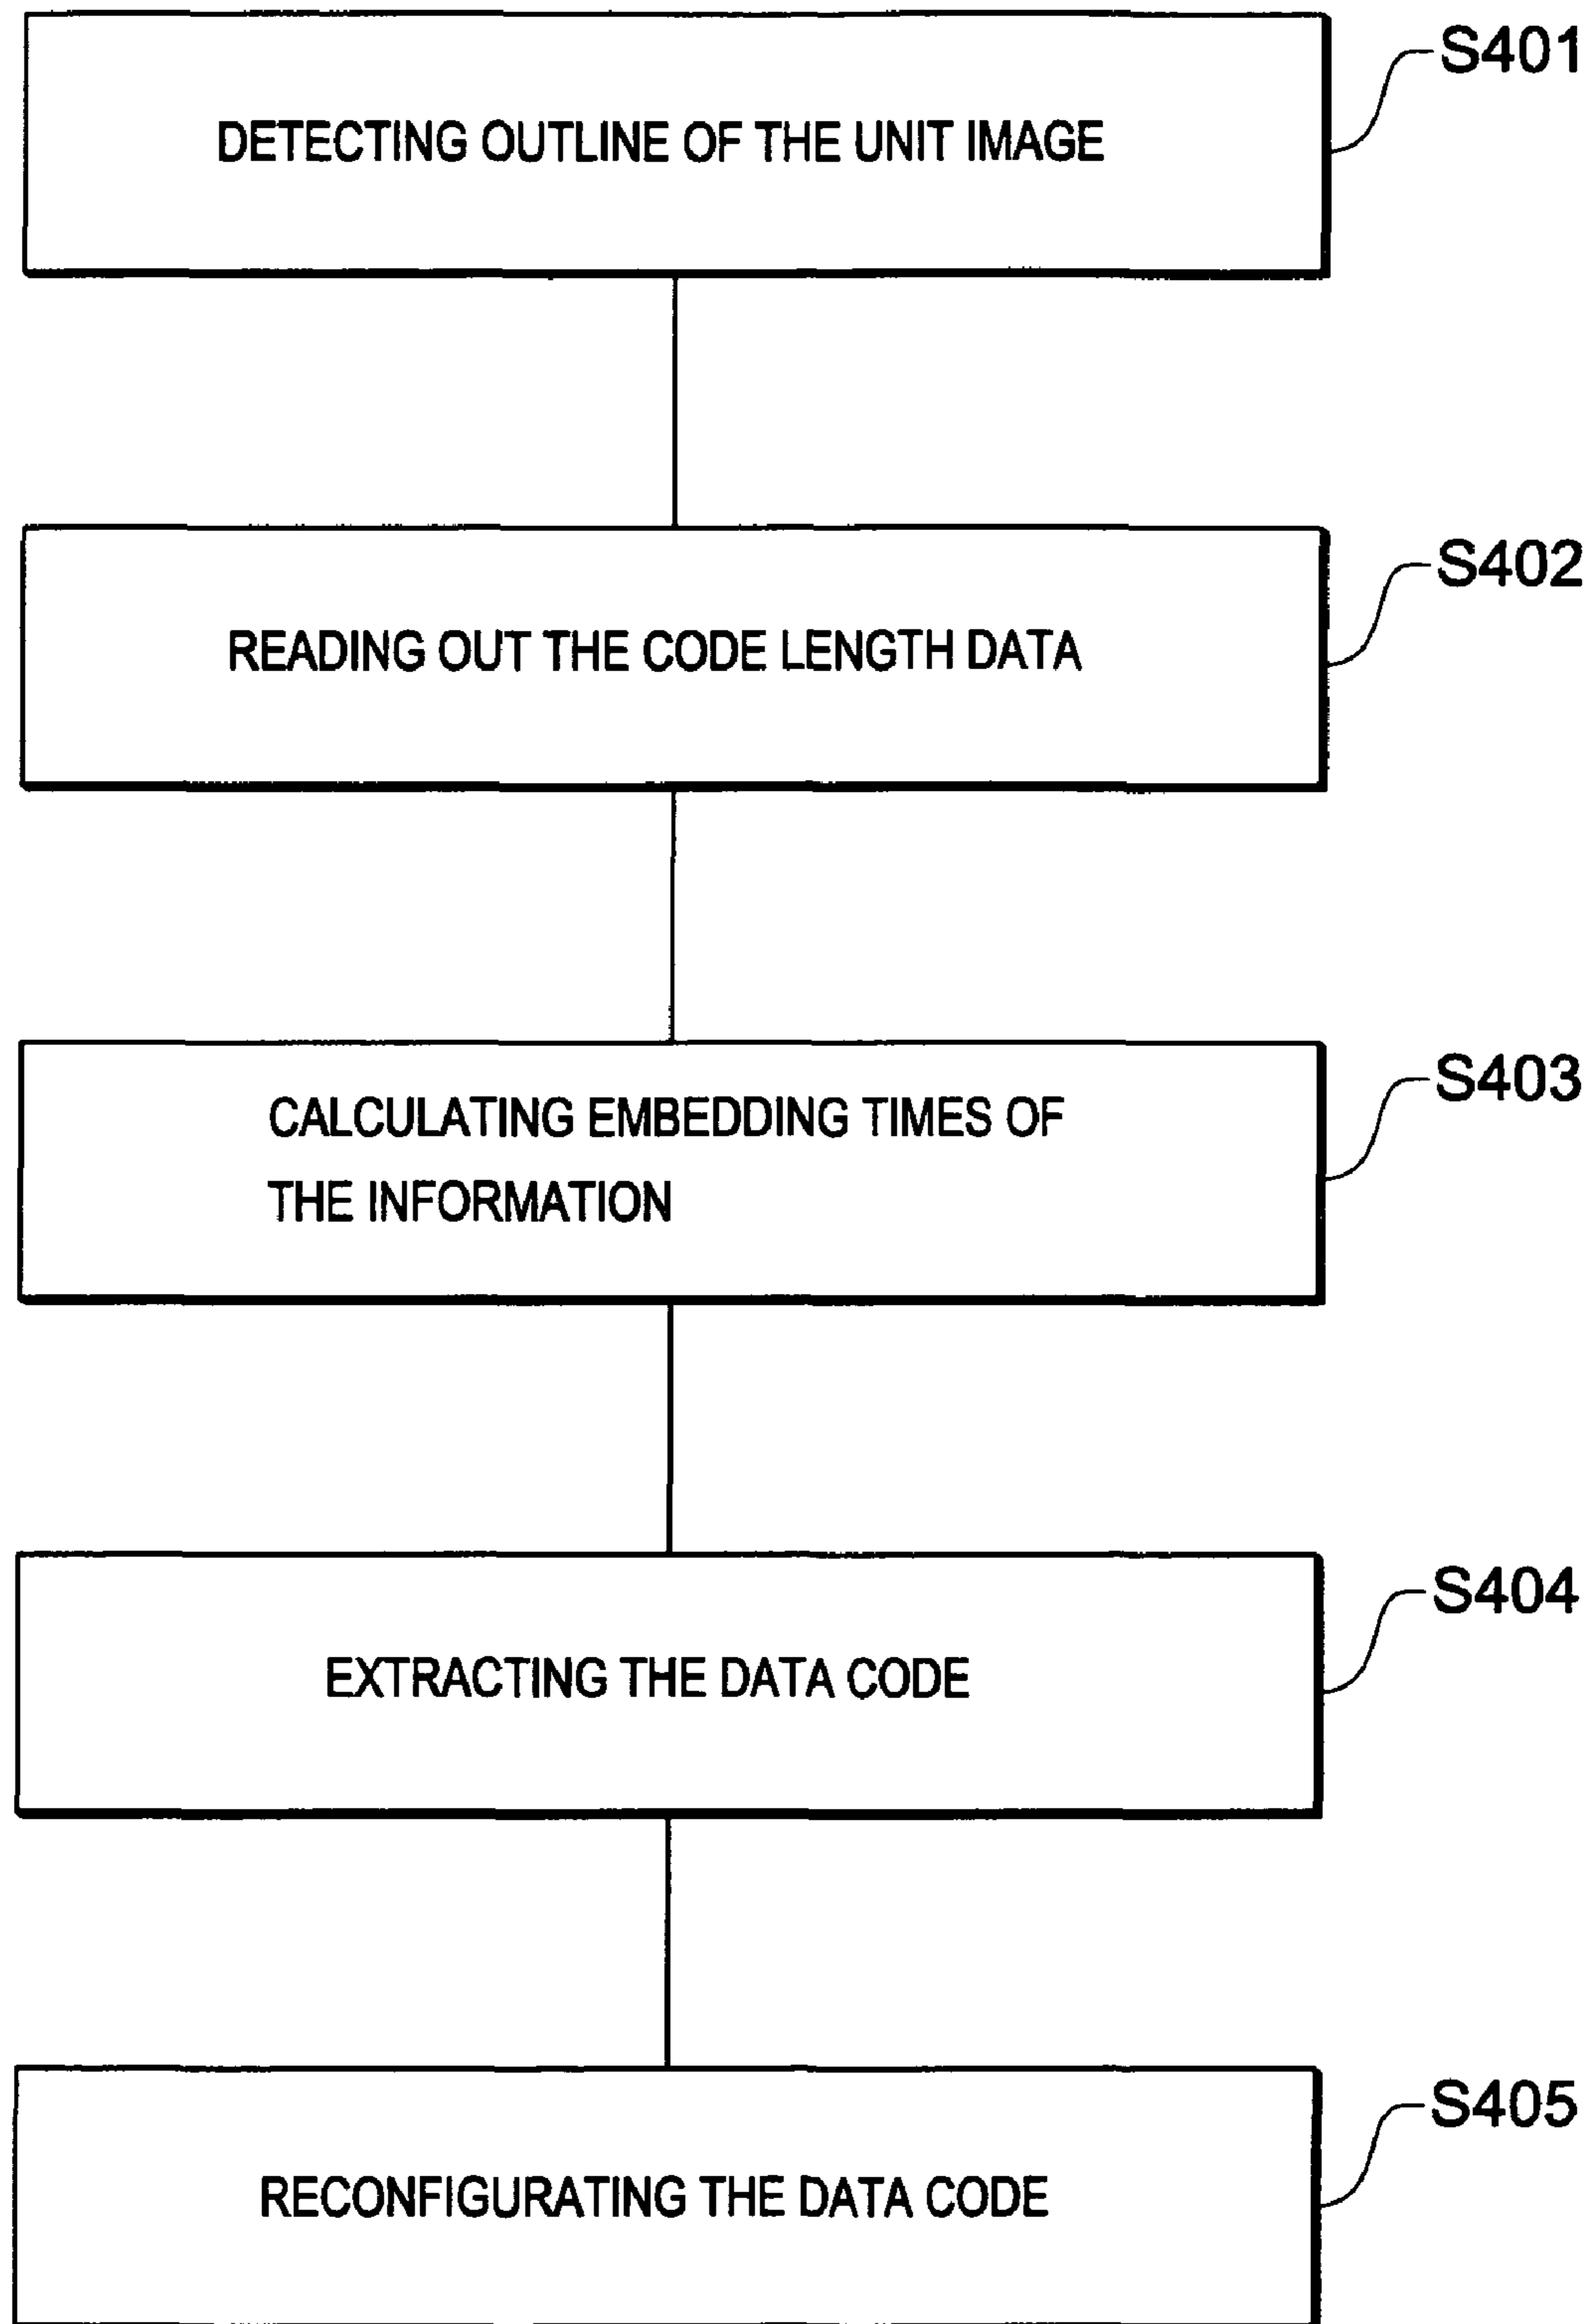 S401
DETECTING OUTLINE OF THE UNIT IMAGE
S402
READING OUT THE CODE LENGTH DATA
S403
CALCULATING EMBEDDING TIMES OF
THE INFORMATION
S404
EXTRACTING THE DATA CODE
S405
RECONFIGURATING THE DATA CODE